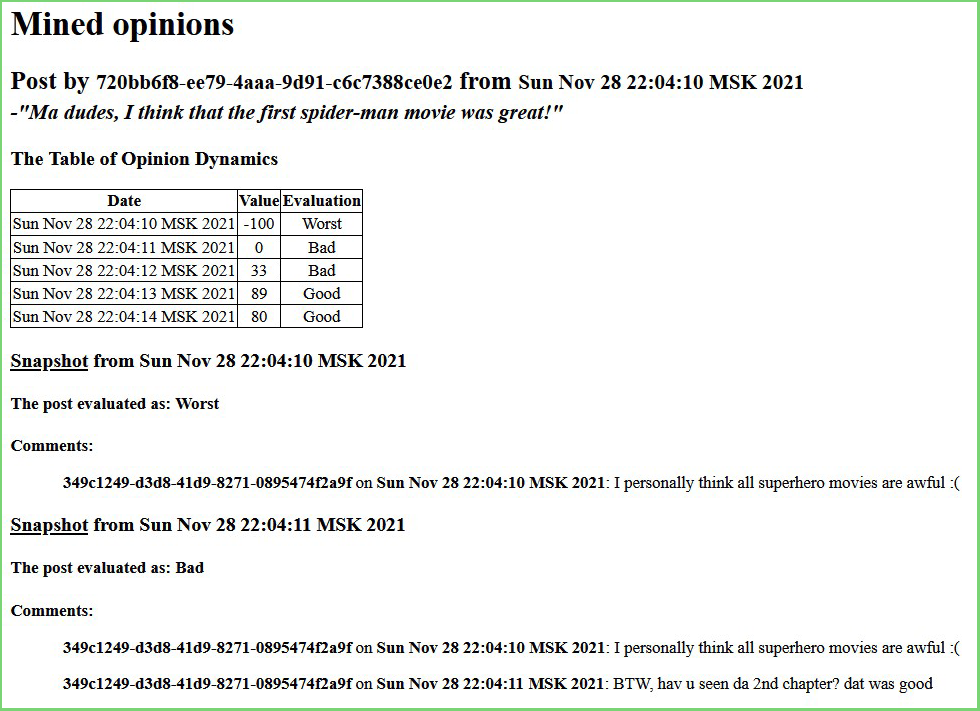 Mined opinions
Post by 720bb6f8-ee79-4aaa-9d91-c6c7388ce0e2 from Sun Nov 28 22:04:10 MSK 2021
-"Ma dudes, I think that the first spider-man movie was great!"
The Table of Opinion Dynamics
Date Value Evaluation
Sun Nov 28 22:04:10 MSK 2021 -100 Worst
Sun Nov 28 22:04:11 MSK 2021 0 Bad
Sun Nov 28 22:04:12 MSK 2021 33 Bad
Sun Nov 28 22:04:13 MSK 2021 89 Good
Sun Nov 28 22:04:14 MSK 2021 80 Good
Snapshot from Sun Nov 28 22:04:10 MSK 2021
The post evaluated as: Worst
Comments:
349c1249-d3d8-41d9-8271-0895474f2a9f on Sun Nov 28 22:04:10 MSK 2021: I personally think all superhero movies are awful :(
Snapshot from Sun Nov 28 22:04:11 MSK 2021
The post evaluated as: Bad
Comments:
349c1249-d3d8-41d9-8271-0895474f2a9f on Sun Nov 28 22:04:10 MSK 2021: I personally think all superhero movies are awful :(
349c1249-d3d8-41d9-8271-0895474f2a9f on Sun Nov 28 22:04:11 MSK 2021: BTW, hav u seen da 2nd chapter? dat was good